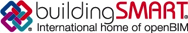 buildingSMART®
International home of openBIM